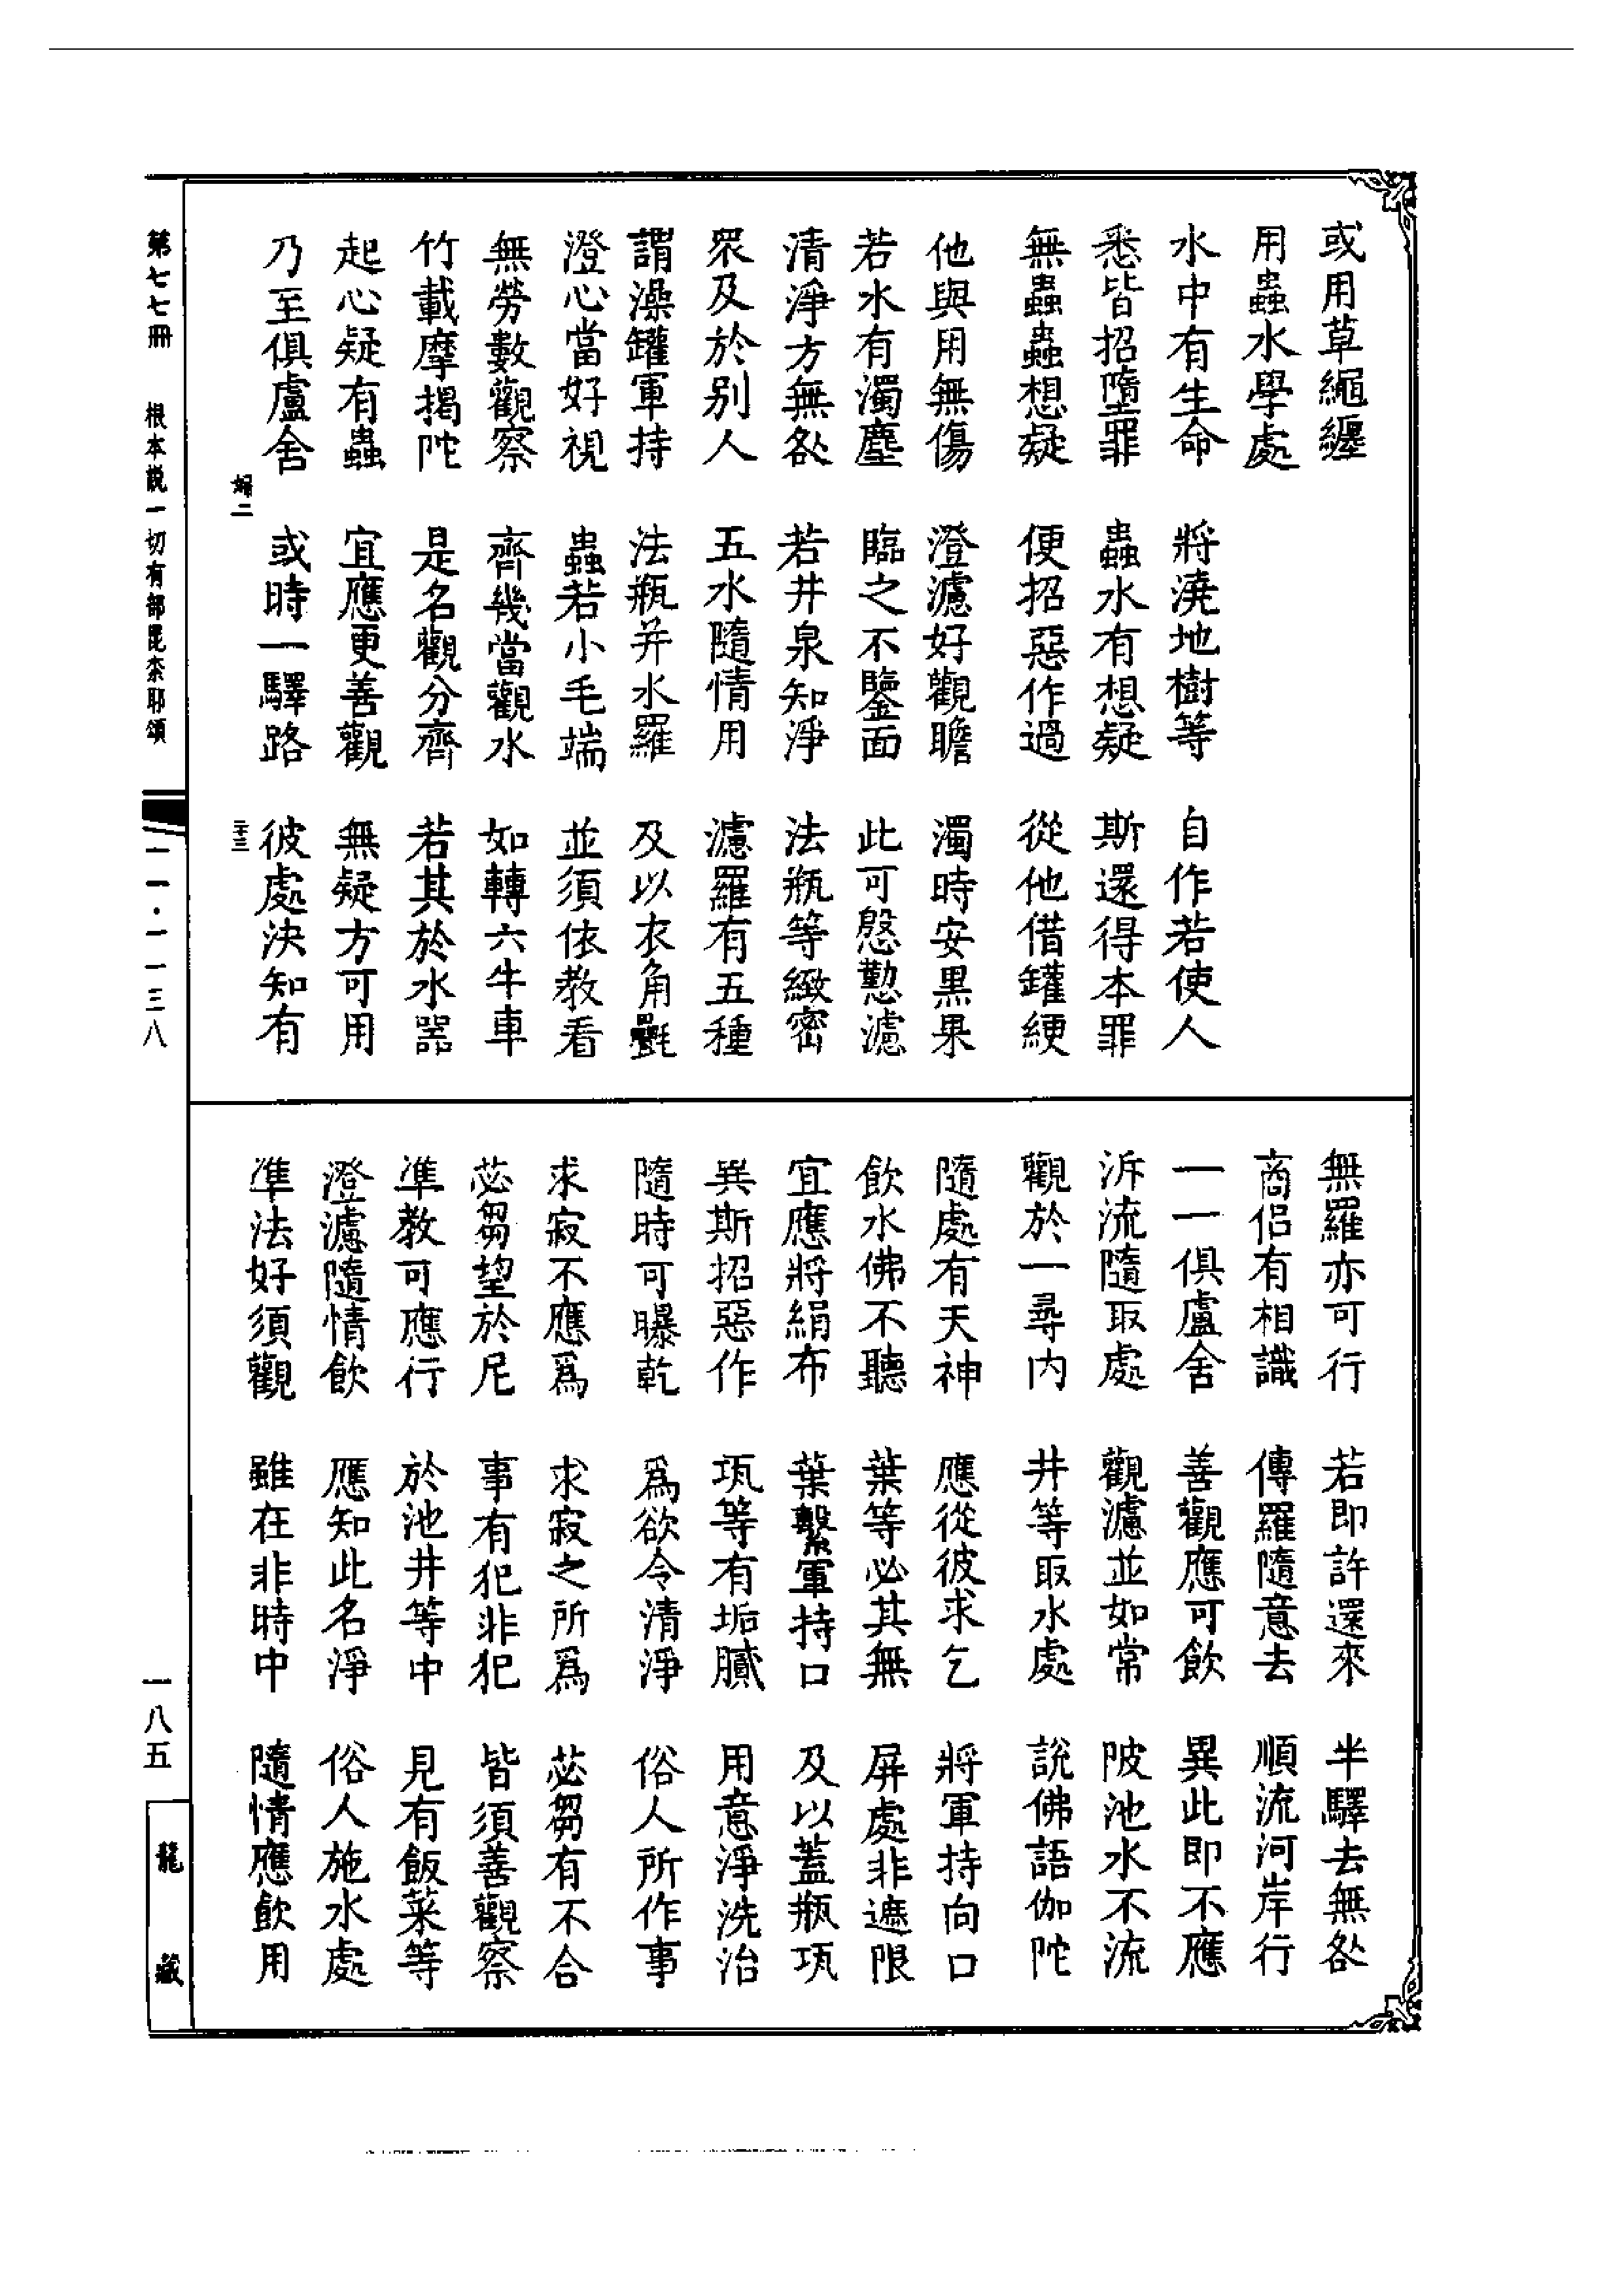 或用草繩纒
用蟲水學處
水中有生命　將澆地樹等　自作若使人
悉皆招墮罪　蟲水有想疑　斯還得本罪
無蟲蟲想疑　便招惡作過　從他借罐綆
他與用無傷　澄濾好觀瞻　濁時安黑果
若水有濁塵　臨之不鑒面　此可慇懃濾
清淨方無咎　若井泉知淨　法瓶等緻密
眾及於別人　五水隨情用　濾羅有五種
謂澡罐軍持　法瓶并水羅　及以衣角氎
澄心當好視　蟲若小毛端　並須依教看
無勞數觀察　齊幾當觀水　如轉六牛車
竹載摩揭陀　是名觀分齊　若其於水器
起心疑有蟲　宜應更善觀　無疑方可用
乃至俱盧舍　或時一驛路　彼處決知有
婦二　二十三
無羅亦可行　若即許還來　半驛去無咎
商侶有相識　傳羅隨意去　順流河岸行
一一俱盧舍　善觀應可飲　異此即不應
泝流隨取處　觀濾並如常　陂池水不流
觀於一尋內　井等取水處　說佛語伽陀
隨處有天神　應從彼求乞　將軍持向口
飲水佛不聽　葉等必其無　屏處非遮限
宜應將絹布　葉繫軍持口　及以蓋瓶瓨
異斯招惡作　瓨等有垢膩　用意淨洗治
隨時可曝乾　爲欲令清淨　俗人所作事
求寂不應爲　求寂之所爲　苾芻有不合
苾芻望於尼　事有犯非犯　皆須善觀察
準教可應行　於池井等中　見有飯菜等
澄濾隨情飲　應知此名淨　俗人施水處
準法好須觀　雖在非時中　隨情應飲用
第七七冊　根本說一切有部毘柰耶頌　一一一·一一三八　一八五　龍藏